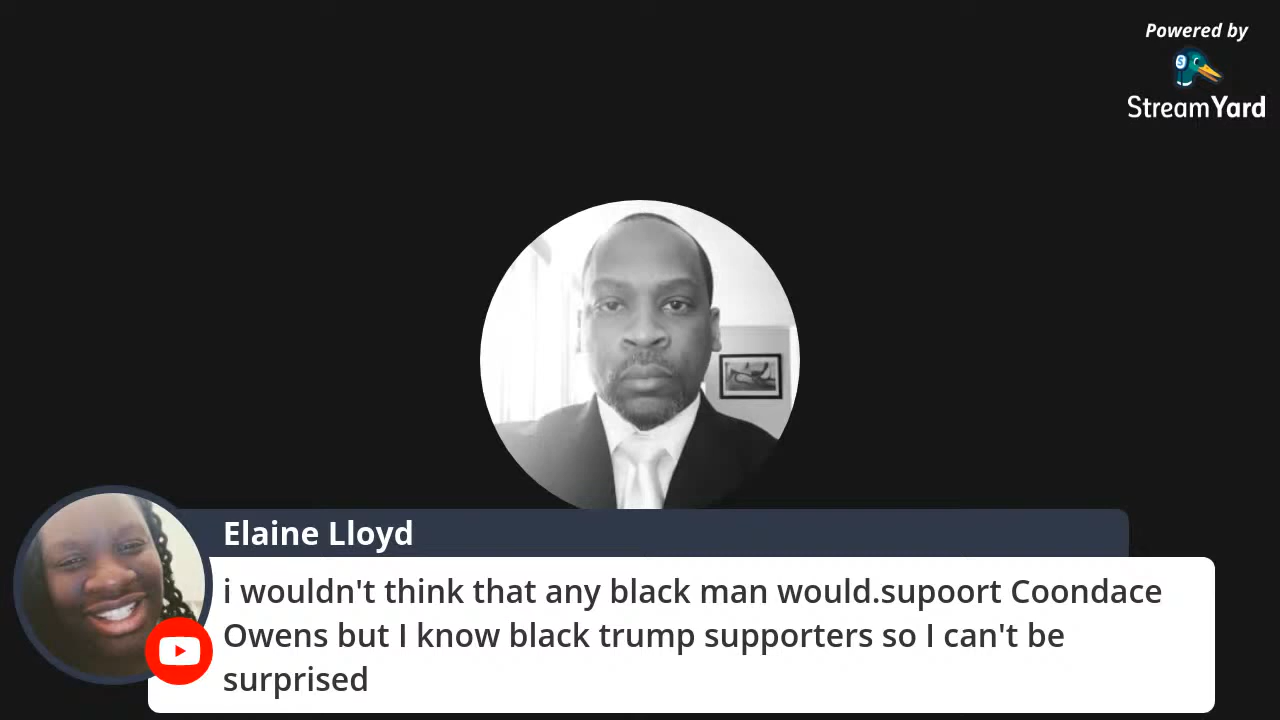 Powered by
StreamYard
Elaine Lloyd
i wouldn't think that any black man would.supoort Coondace
Owens but I know black trump supporters so I can't be
surprised